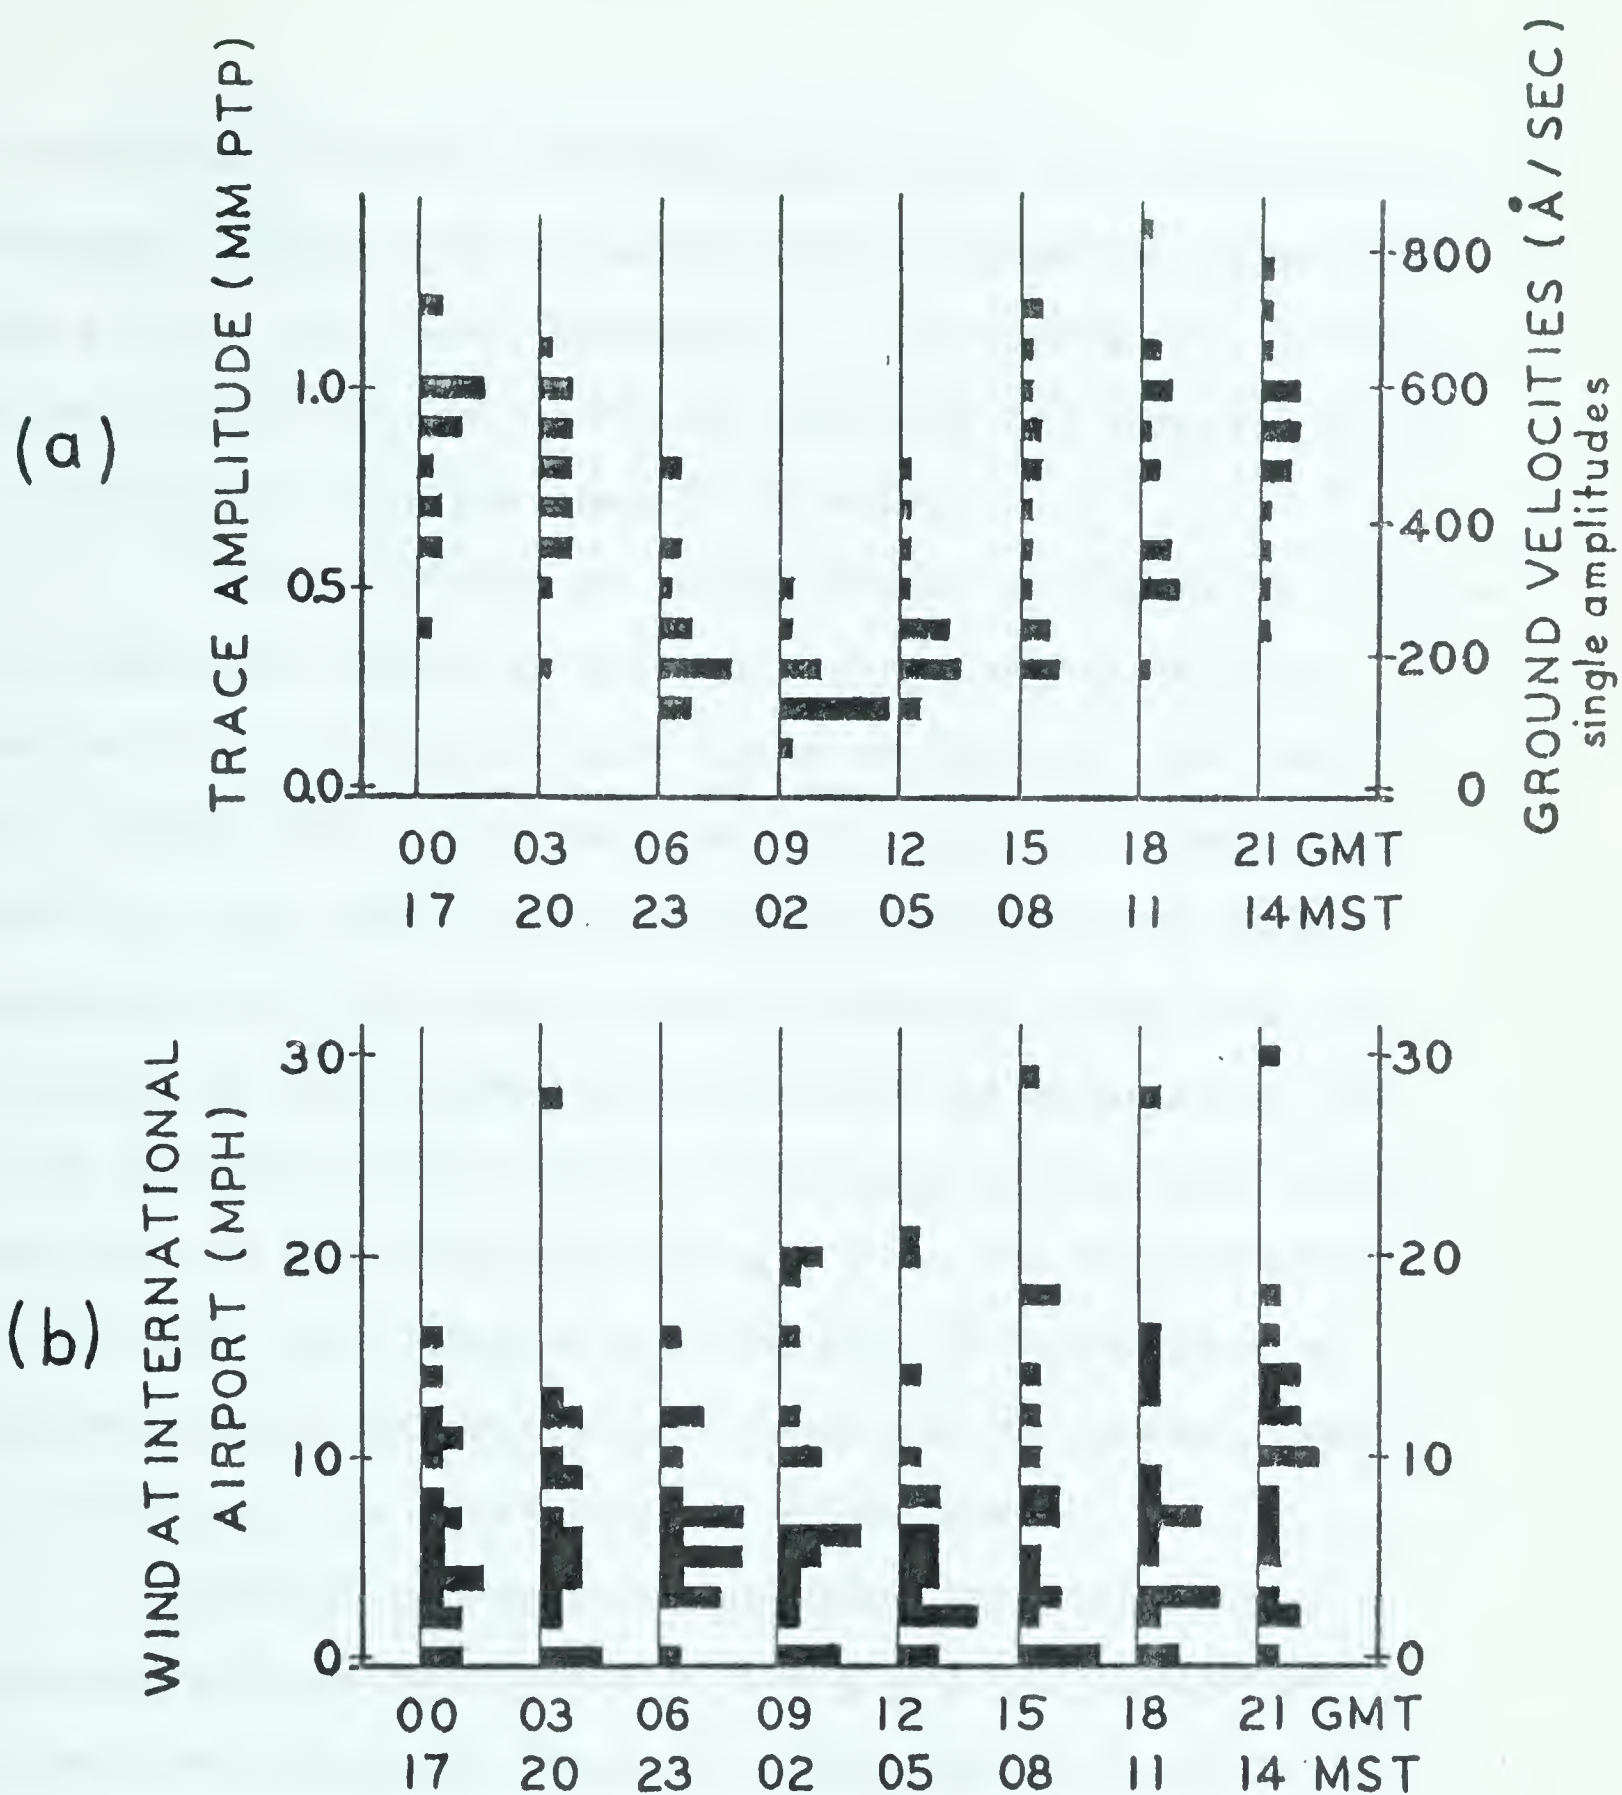 (a)
TRACE AMPLITUDE (MM PTP)
1.0
0.5
0.0
800
600
400
200
0
GROUND VELOCITIES (Å/SEC)
single amplitudes
00 03 06 09 12 15 18 21 GMT
17 20 23 02 05 08 11 14 MST
(b)
WIND AT INTERNATIONAL
AIRPORT (MPH)
30
20
10
0
30
20
10
0
00 03 06 09 12 15 18 21 GMT
17 20 23 02 05 08 11 14 MST